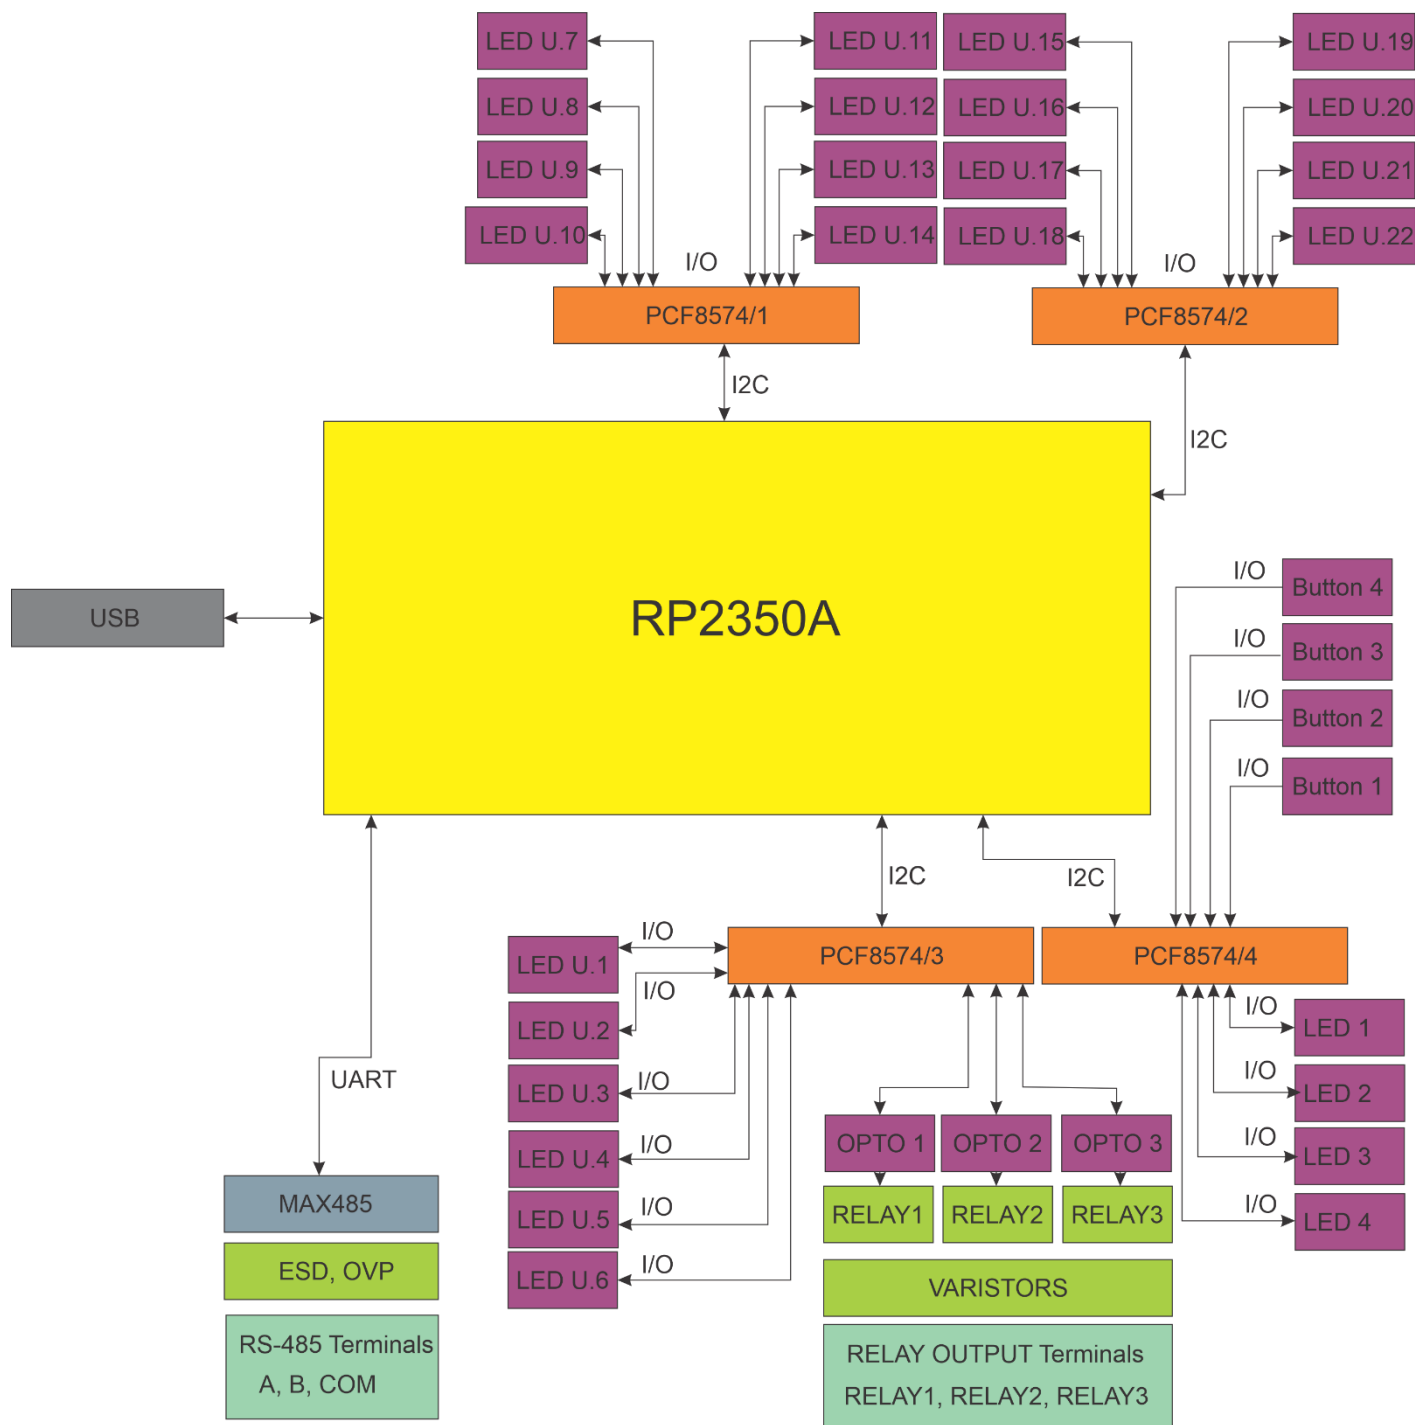 LED U.7
LED U.11
LED U.15
LED U.19
LED U.8
LED U.12
LED U.16
LED U.20
LED U.9
LED U.13
LED U.17
LED U.21
LED U.10
LED U.14
LED U.18
LED U.22
I/O
I/O
PCF8574/1
PCF8574/2
I2C
I2C
RP2350A
USB
I/O
Button 4
I/O
Button 3
I/O
Button 2
I/O
Button 1
I2C
I2C
PCF8574/3
PCF8574/4
I/O
LED U.1
I/O
LED U.2
I/O
LED U.3
I/O
LED U.4
I/O
LED U.5
I/O
LED U.6
I/O
LED 1
I/O
LED 2
I/O
LED 3
I/O
LED 4
UART
OPTO 1
OPTO 2
OPTO 3
RELAY1
RELAY2
RELAY3
VARISTORS
RELAY OUTPUT Terminals
RELAY1, RELAY2, RELAY3
MAX485
ESD, OVP
RS-485 Terminals
A, B, COM